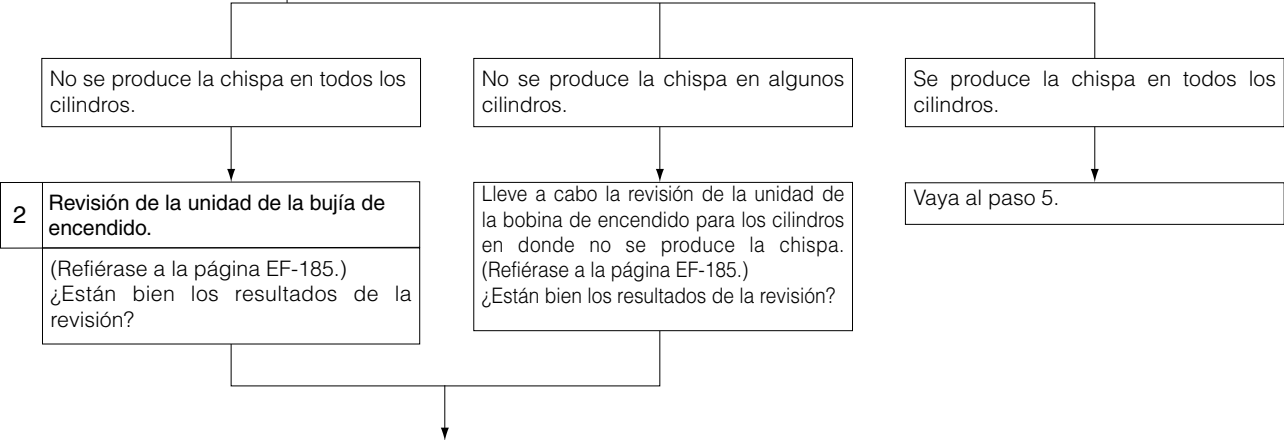 No se produce la chispa en todos los
cilindros.
No se produce la chispa en algunos
cilindros.
Se produce la chispa en todos los
cilindros.
2
Revisión de la unidad de la bujía de
encendido.
(Refiérase a la página EF-185.)
¿Están bien los resultados de la
revisión?
Lleve a cabo la revisión de la unidad de
la bobina de encendido para los cilindros
en donde no se produce la chispa.
(Refiérase a la página EF-185.)
¿Están bien los resultados de la revisión?
Vaya al paso 5.